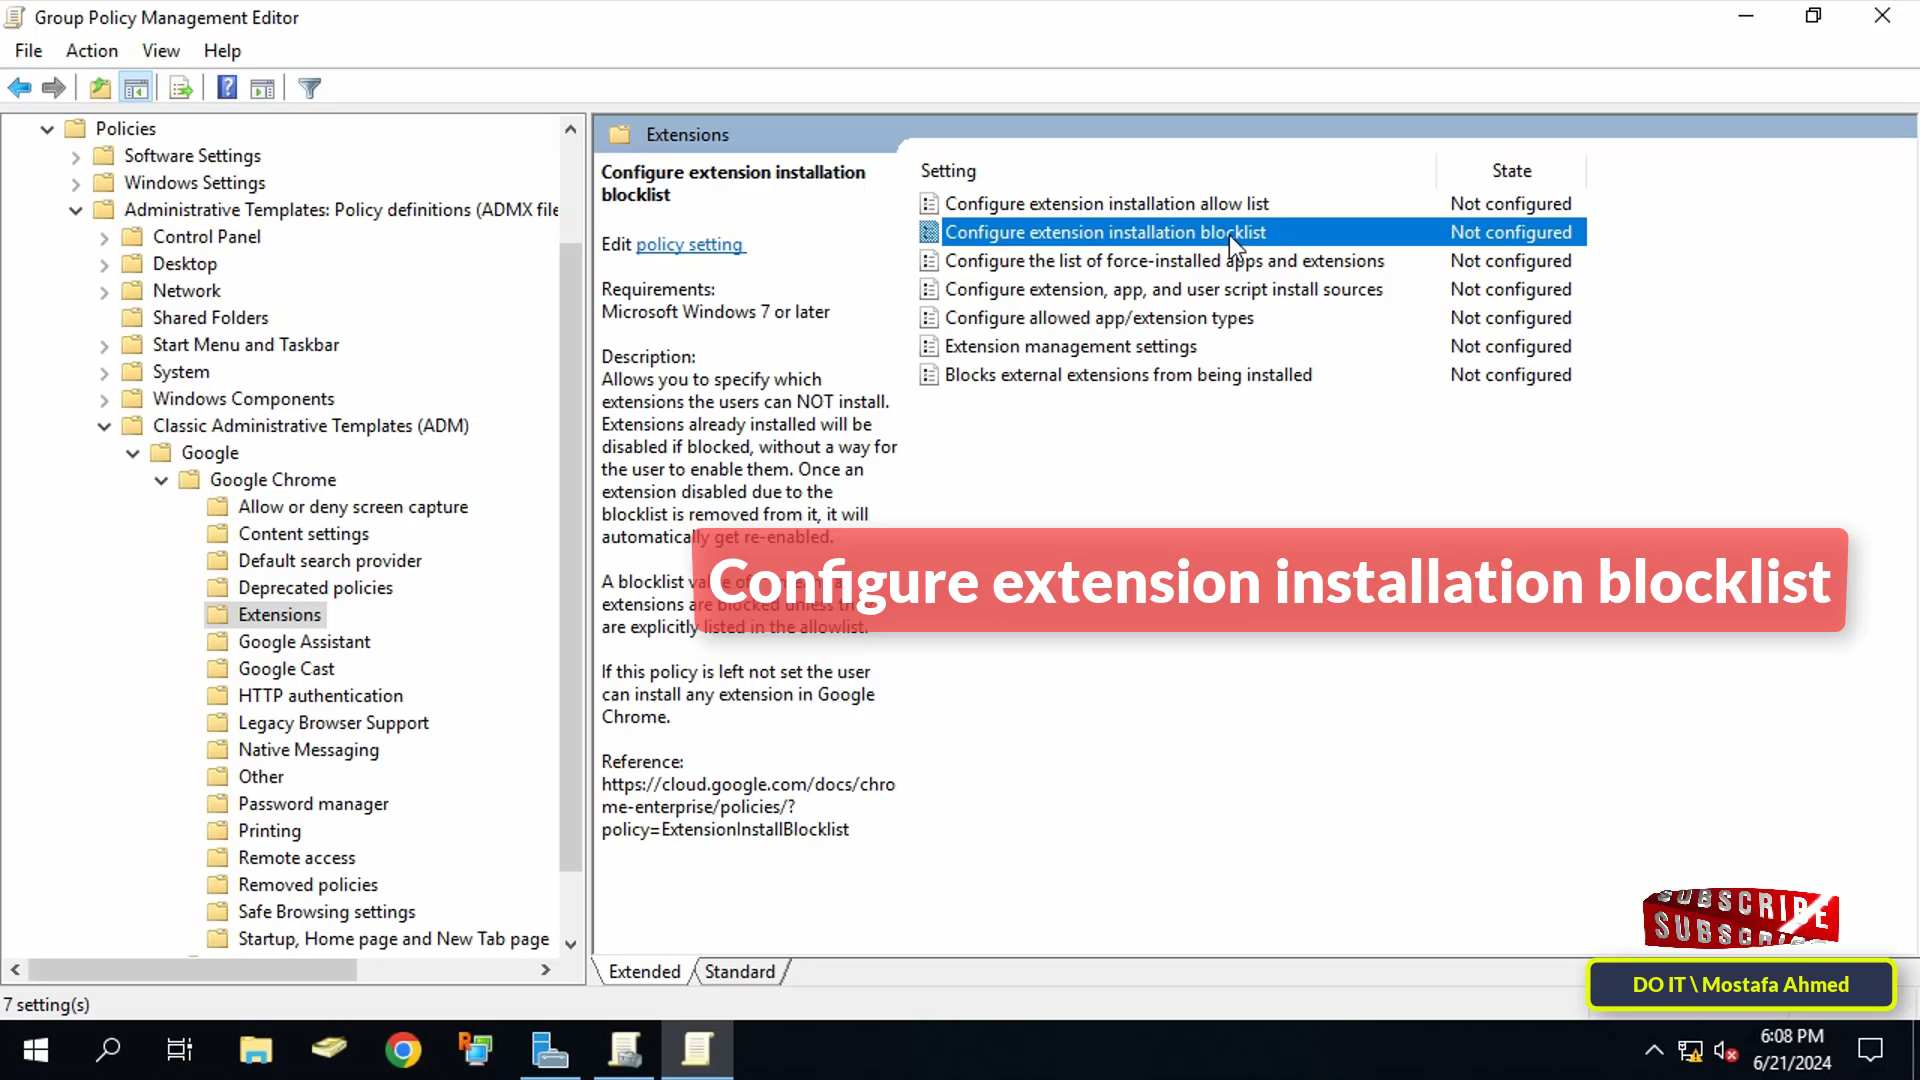 Group Policy Management Editor
File Action View Help
Policies
Software Settings
Windows Settings
Administrative Templates: Policy definitions (ADMX file
Control Panel
Desktop
Network
Shared Folders
Start Menu and Taskbar
System
Windows Components
Classic Administrative Templates (ADM)
Google
Google Chrome
Allow or deny screen capture
Content settings
Default search provider
Deprecated policies
Extensions
Google Assistant
Google Cast
HTTP authentication
Legacy Browser Support
Native Messaging
Other
Password manager
Printing
Remote access
Removed policies
Safe Browsing settings
Startup, Home page and New Tab page
Extensions
Configure extension installation
blocklist
Edit policy setting
Requirements:
Microsoft Windows 7 or later
Description:
Allows you to specify which
extensions the users can NOT install.
Extensions already installed will be
disabled if blocked, without a way for
the user to enable them. Once an
extension disabled due to the
blocklist is removed from it, it will
automatically get re-enabled.
A blocklist value of
extensions are blocked unless they
are explicitly listed in the allowlist.
If this policy is left not set the user
can install any extension in Google
Chrome.
Reference:
https://cloud.google.com/docs/chro
me-enterprise/policies/?
policy=ExtensionInstallBlocklist
Setting State
Configure extension installation allow list Not configured
Configure extension installation blocklist Not configured
Configure the list of force-installed apps and extensions Not configured
Configure extension, app, and user script install sources Not configured
Configure allowed app/extension types Not configured
Extension management settings Not configured
Blocks external extensions from being installed Not configured
Configure extension installation blocklist
SUBSCRIBE
SUBSCRIBE
DO IT \ Mostafa Ahmed
Extended Standard
7 setting(s)
6:08 PM
6/21/2024